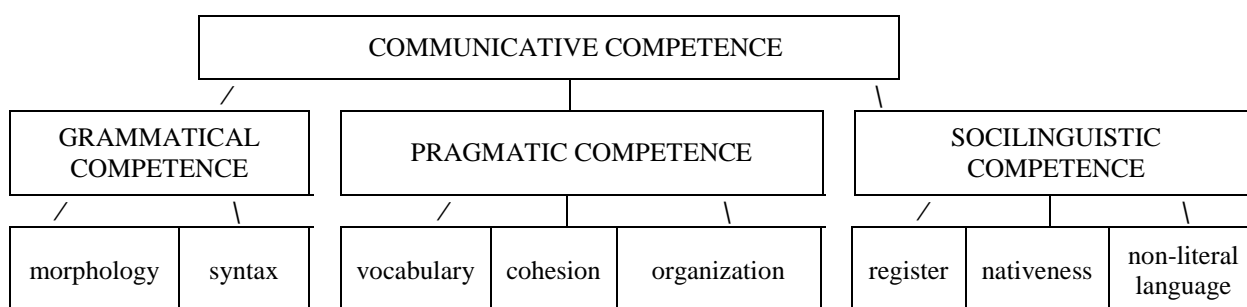 COMMUNICATIVE COMPETENCE
GRAMMATICAL
COMPETENCE
PRAGMATIC COMPETENCE
SOCILINGUISTIC
COMPETENCE
morphology
syntax
vocabulary
cohesion
organization
register
nativeness
non-literal
language